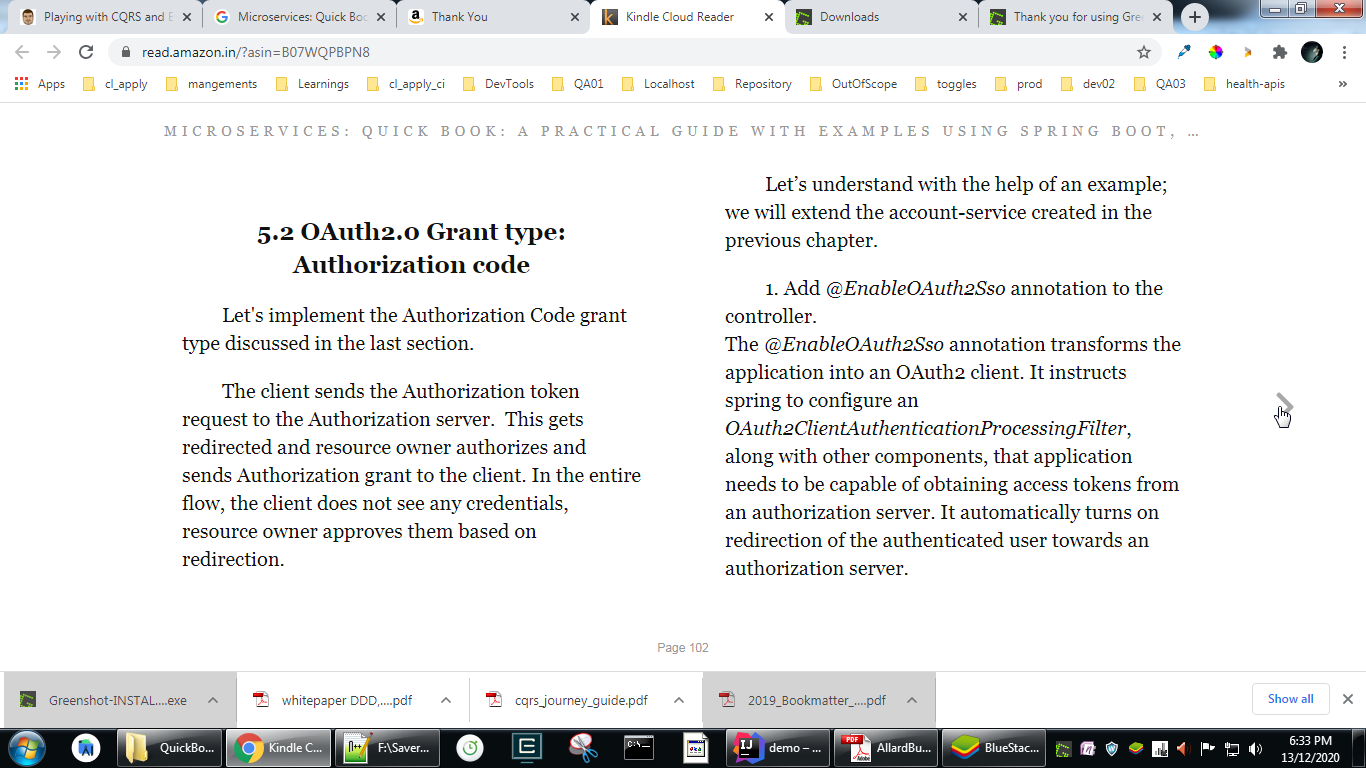 Playing with CQRS and E
Microservices: Quick Boo
Thank You
Kindle Cloud Reader
Downloads
Thank you for using Gre
read.amazon.in/?asin=B07WQPBPN8
Apps
cl_apply
mangements
Learnings
cl_apply_ci
DevTools
QA01
Localhost
Repository
OutOfScope
toggles
prod
dev02
QA03
health-apis
»
MICROSERVICES: QUICK BOOK: A PRACTICAL GUIDE WITH EXAMPLES USING SPRING BOOT, …
5.2 OAuth2.0 Grant type:
Authorization code
Let's implement the Authorization Code grant
type discussed in the last section.
The client sends the Authorization token
request to the Authorization server.  This gets
redirected and resource owner authorizes and
sends Authorization grant to the client. In the entire
flow, the client does not see any credentials,
resource owner approves them based on
redirection.
Let’s understand with the help of an example;
we will extend the account-service created in the
previous chapter.
1. Add @EnableOAuth2Sso annotation to the
controller.
The @EnableOAuth2Sso annotation transforms the
application into an OAuth2 client. It instructs
spring to configure an
OAuth2ClientAuthenticationProcessingFilter,
along with other components, that application
needs to be capable of obtaining access tokens from
an authorization server. It automatically turns on
redirection of the authenticated user towards an
authorization server.
Page 102
Greenshot-INSTAL....exe
whitepaper DDD,....pdf
cqrs_journey_guide.pdf
2019_Bookmatter_....pdf
Show all
QuickBo...
Kindle C...
F:\Saver...
demo – ...
AllardBu...
BlueStac...
6:33 PM
13/12/2020